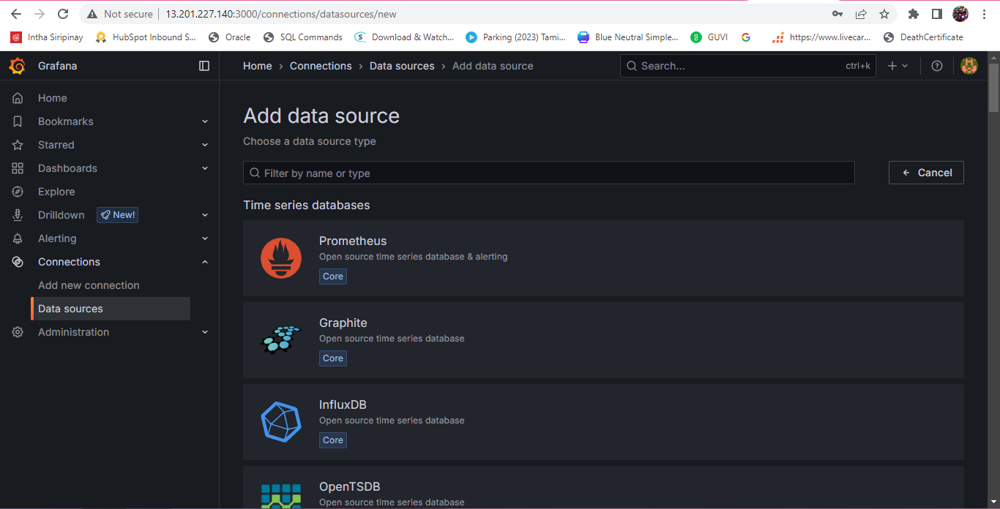 Not secure 13.201.227.140:3000/connections/datasources/new
Intha Siripinay HubSpot Inbound S... Oracle SQL Commands Download & Watch... Parking (2023) Tami... Blue Neutral Simple... GUVI https://www.livecar... DeathCertificate
Grafana
Home › Connections › Data sources › Add data source
Search... ctrl+k
Home
Bookmarks
Starred
Dashboards
Explore
Drilldown New!
Alerting
Connections
Add new connection
Data sources
Administration
Add data source
Choose a data source type
Filter by name or type
Cancel
Time series databases
Prometheus
Open source time series database & alerting
Core
Graphite
Open source time series database
Core
InfluxDB
Open source time series database
Core
OpenTSDB
Open source time series database